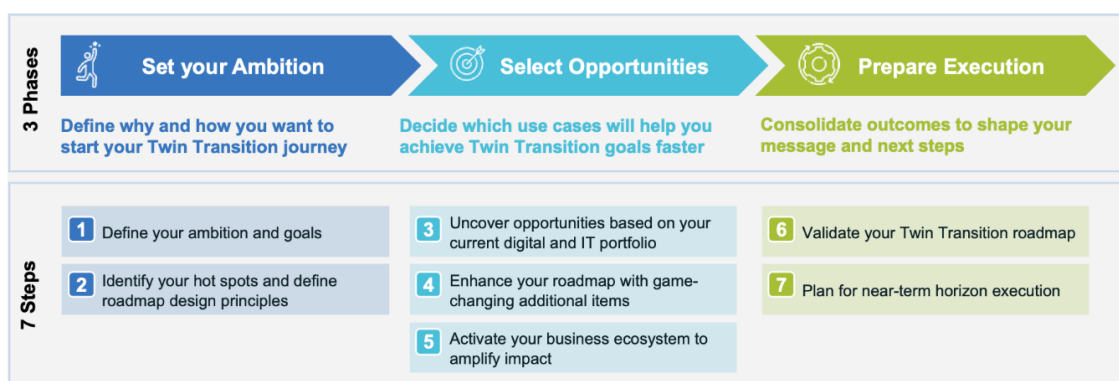 3 Phases
Set your Ambition
Select Opportunities
Prepare Execution
Define why and how you want to
start your Twin Transition journey
Decide which use cases will help you
achieve Twin Transition goals faster
Consolidate outcomes to shape your
message and next steps
7 Steps
1
Define your ambition and goals
2
Identify your hot spots and define
roadmap design principles
3
Uncover opportunities based on your
current digital and IT portfolio
4
Enhance your roadmap with game-
changing additional items
5
Activate your business ecosystem to
amplify impact
6
Validate your Twin Transition roadmap
7
Plan for near-term horizon execution